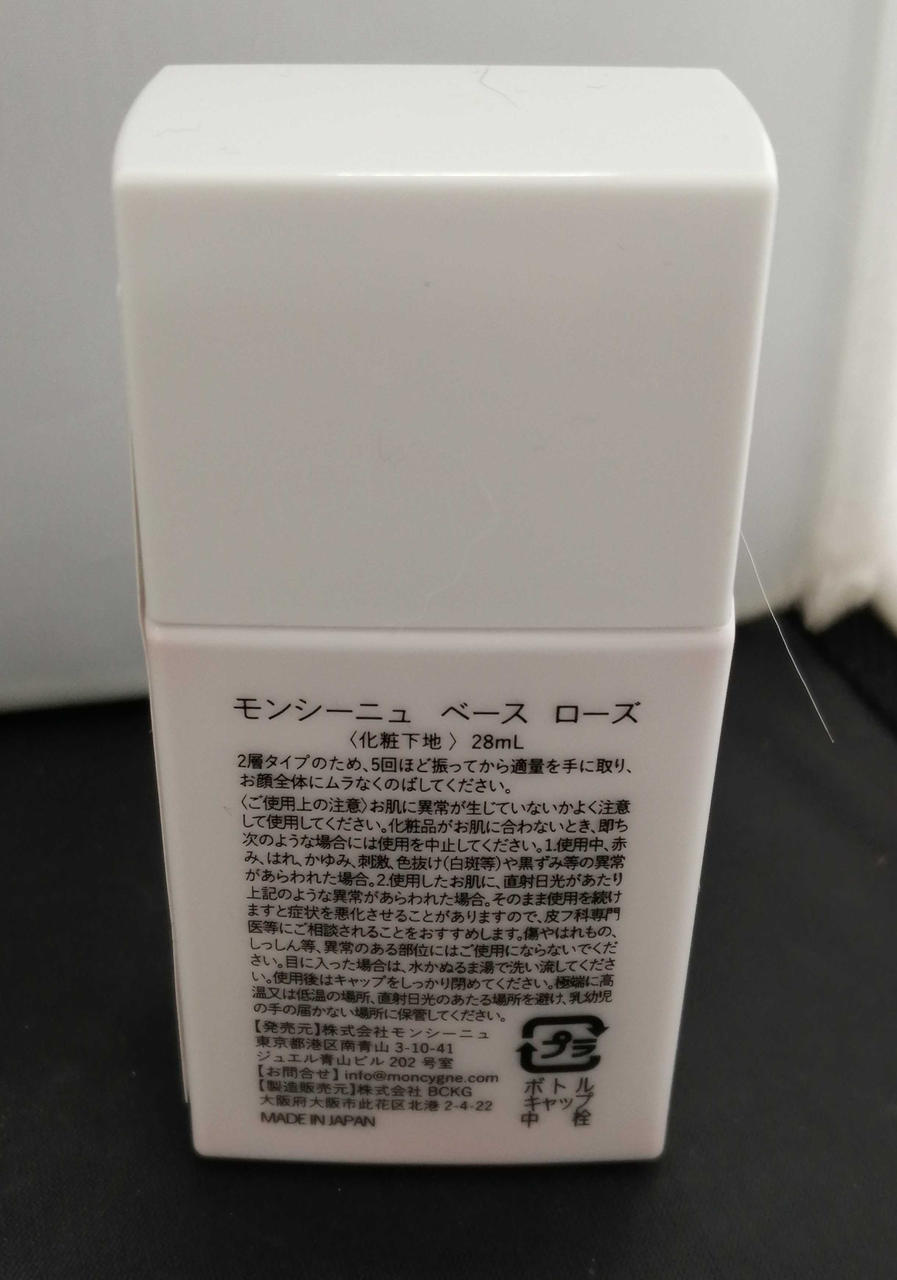 モンシーニュ ベース ローズ
〈化粧下地〉28mL
2層タイプのため、5回ほど振ってから適量を手に取り、
お顔全体にムラなくのばしてください。
〈ご使用上の注意〉お肌に異常が生じていないかよく注意
して使用してください。化粧品がお肌に合わないとき、即ち
次のような場合には使用を中止してください。1.使用中、赤
み、はれ、かゆみ、刺激、色抜け(白斑等)や黒ずみ等の異常
があらわれた場合。2.使用したお肌に、直射日光があたり
上記のような異常があらわれた場合。そのまま使用を続け
ますと症状を悪化させることがありますので、皮フ科専門
医等にご相談されることをおすすめします。傷やはれもの、
しっしん等、異常のある部位にはご使用にならないでくだ
さい。目に入った場合は、水かぬるま湯で洗い流してくださ
い。使用後はキャップをしっかり閉めてください。極端に高
温又は低温の場所、直射日光のあたる場所を避け、乳幼児
の手の届かない場所に保管してください。
【発売元】株式会社モンシーニュ
東京都港区南青山 3-10-41
ジュエル青山ビル 202 号室
【お問合せ】info@moncygne.com
【製造販売元】株式会社 BCKG
大阪府大阪市此花区北港 2-4-22
MADE IN JAPAN
プラ
ボトル
キャップ
中栓